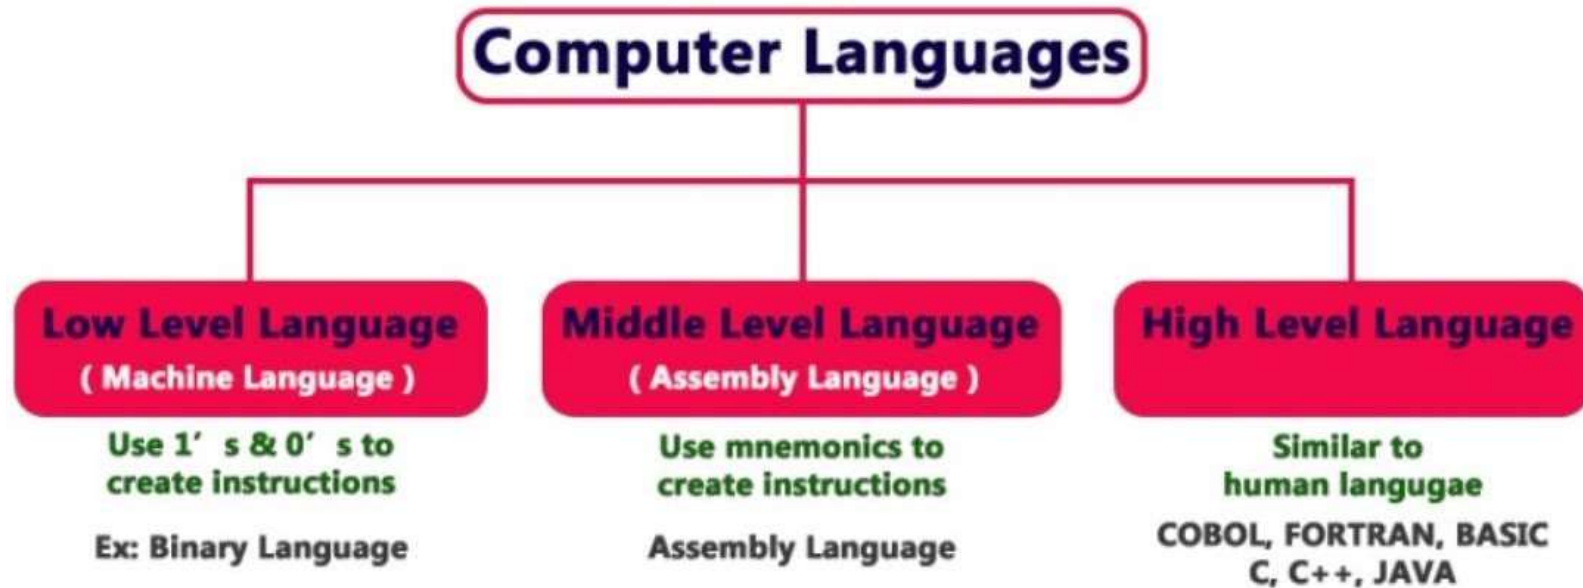 Computer Languages
Low Level Language
( Machine Language )
Use 1′ s & 0′ s to
create instructions
Ex: Binary Language
Middle Level Language
( Assembly Language )
Use mnemonics to
create instructions
Assembly Language
High Level Language
Similar to
human langugae
COBOL, FORTRAN, BASIC
C, C++, JAVA